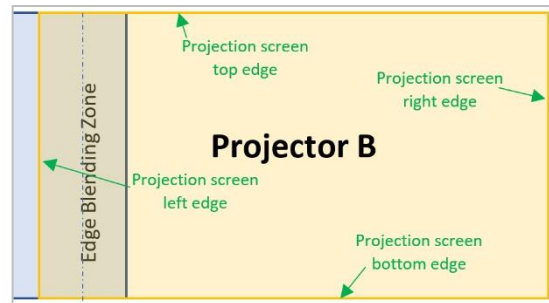 Projection screen
top edge
Projection screen
right edge
Edge Blending Zone
Projector B
Projection screen
left edge
Projection screen
bottom edge